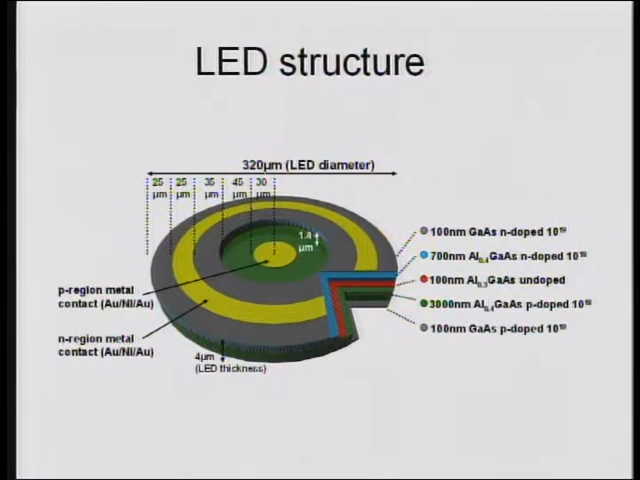 LED structure
320µm (LED diameter)
25 25 35 45 30
µm µm µm µm µm
1.4
µm
100nm GaAs n-doped 10¹⁹
700nm Al0.4GaAs n-doped 10¹⁸
100nm Al0.3GaAs undoped
3000nm Al0.4GaAs p-doped 10¹⁸
100nm GaAs p-doped 10¹⁹
p-region metal
contact (Au/Ni/Au)
n-region metal
contact (Au/Ni/Au)
4µm
(LED thickness)